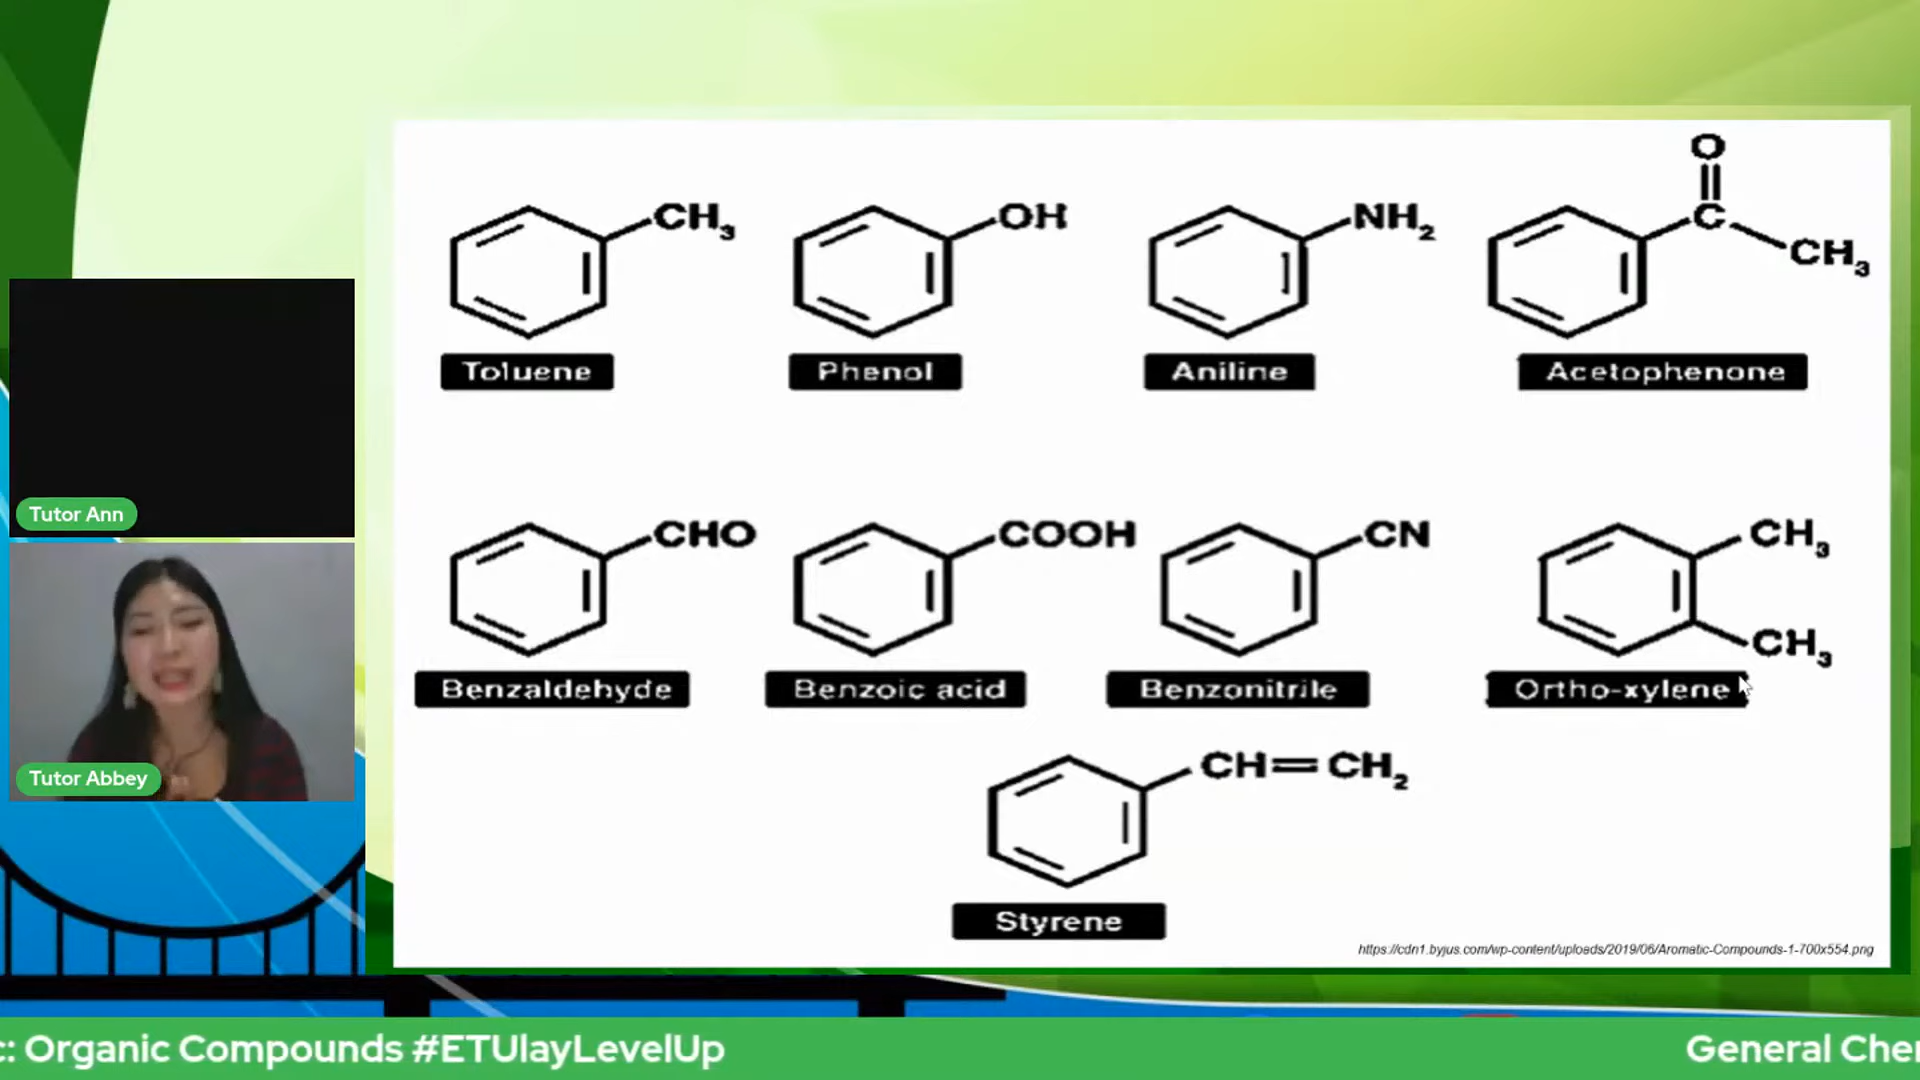 O
CH₃
OH
NH₂
C
CH₃
Toluene
Phenol
Aniline
Acetophenone
CHO
COOH
CN
CH₃
CH₃
Benzaldehyde
Benzoic acid
Benzonitrile
Ortho-xylene
CH=CH₂
Styrene
https://cdn1.byjus.com/wp-content/uploads/2019/06/Aromatic-Compounds-1-700x554.png
Tutor Ann
Tutor Abbey
c: Organic Compounds #ETUlayLevelUp
General Cher